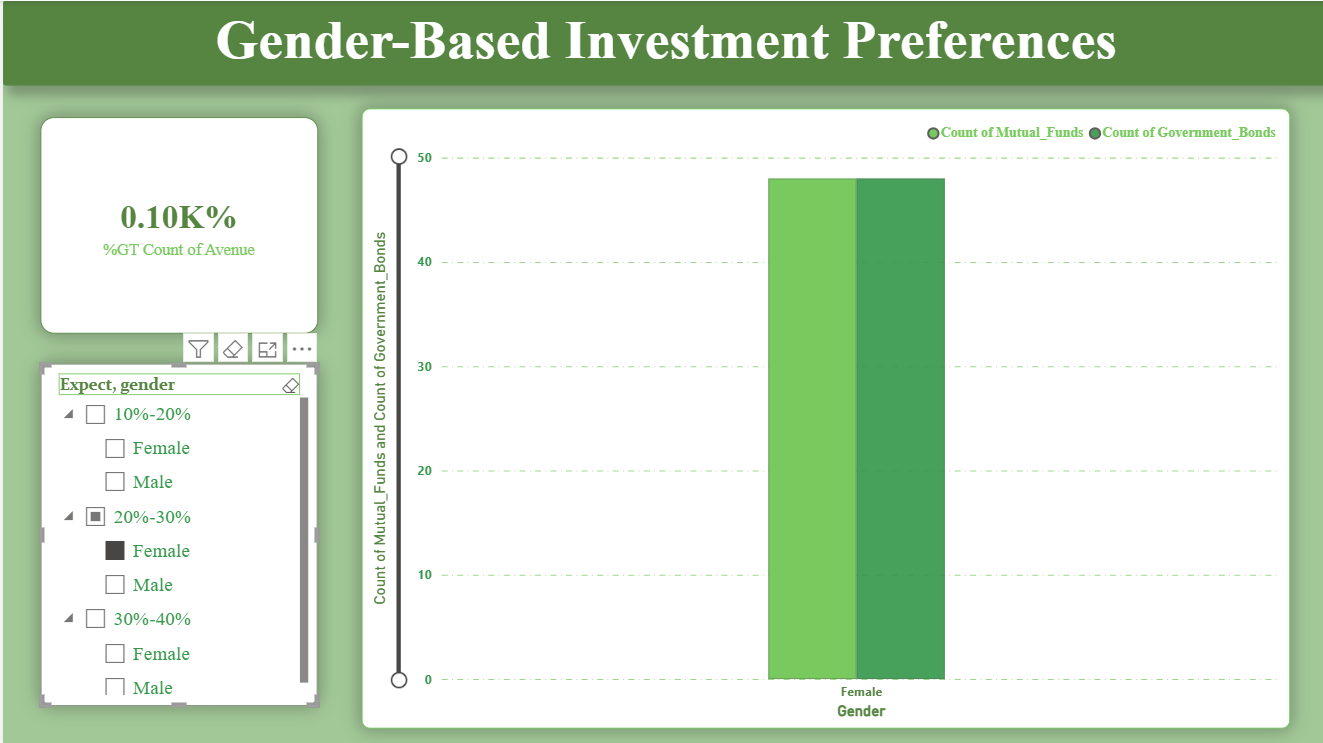 Gender-Based Investment Preferences
0.10K%
%GT Count of Avenue
Expect, gender
10%-20%
Female
Male
20%-30%
Female
Male
30%-40%
Female
Male
Count of Mutual_Funds Count of Government_Bonds
Count of Mutual_Funds and Count of Government_Bonds
50
40
30
20
10
0
Female
Gender